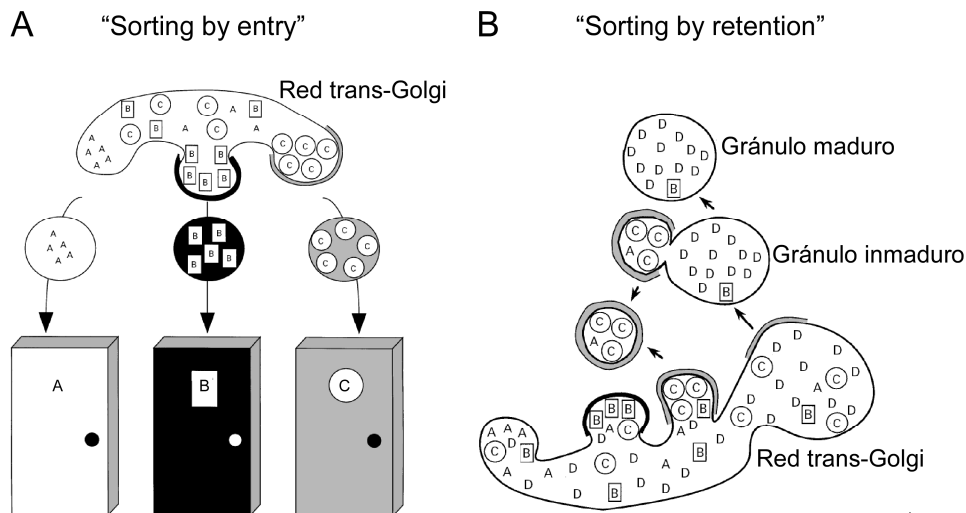 A
"Sorting by entry"
Red trans-Golgi
B C C A B
C B A C A
A
A A
A A
B B
B B B
C C C
C C
A
A A
A A
B B
B
B B
C
C C
C C
A
B
C
B
"Sorting by retention"
D
D D
D D D
D D D D
D B
Gránulo maduro
C C
A C
D
D D
D D D
D D D D
D B
Gránulo inmaduro
C C
A C
D
D D
C D C
D A
D B
C C
C C
C B
A D
B B B
A C
D
A A A
D
C B
D
B
A A D C D A
D D D
D B
Red trans-Golgi